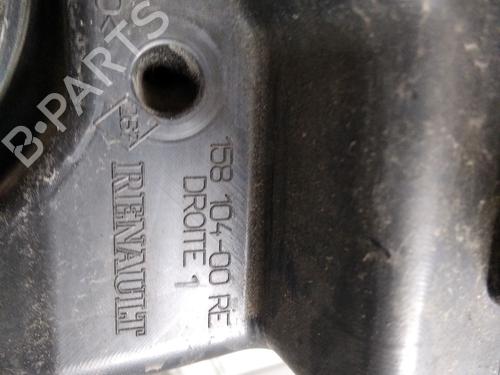 158 104-00 RE
DROITE 1
RENAULT
B-PARTS